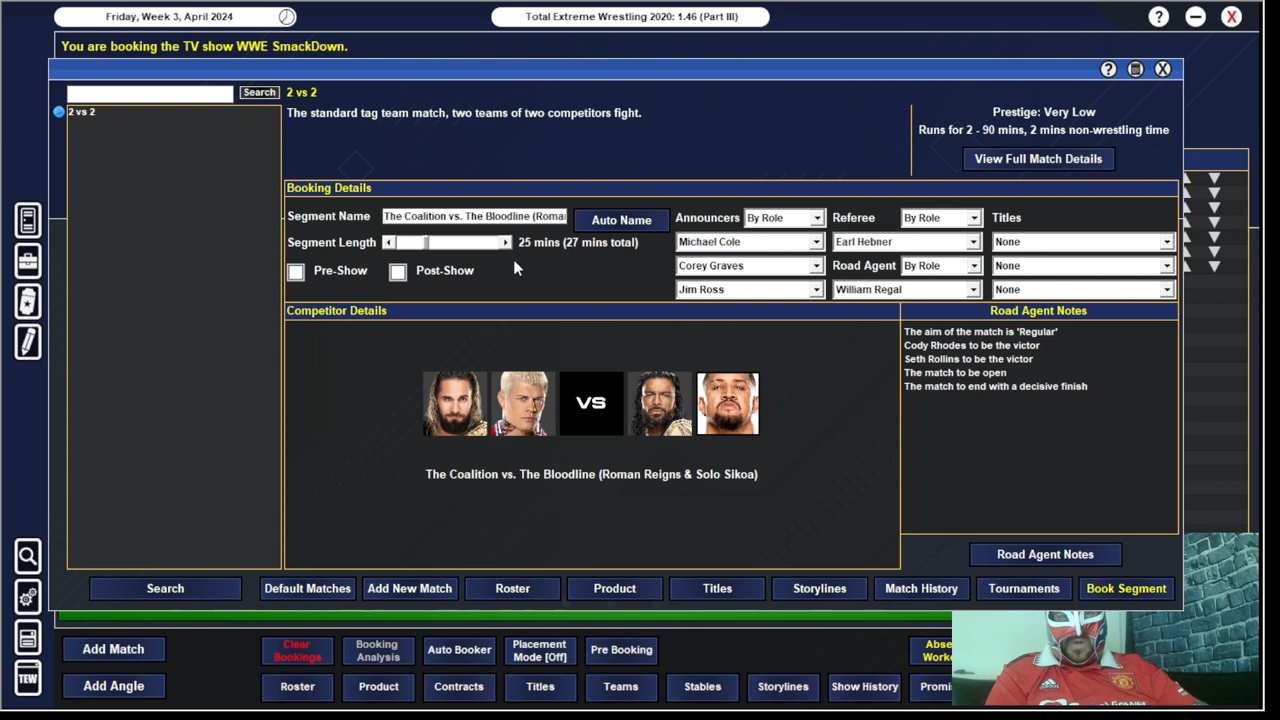 Friday, Week 3, April 2024
Total Extreme Wrestling 2020: 1.46 (Part III)
? X
You are booking the TV show WWE SmackDown.
? X
Search
2 vs 2
2 vs 2
The standard tag team match, two teams of two competitors fight.
Prestige: Very Low
Runs for 2 - 90 mins, 2 mins non-wrestling time
View Full Match Details
Booking Details
Segment Name The Coalition vs. The Bloodline (Roma Auto Name Announcers By Role Referee By Role Titles
Segment Length 25 mins (27 mins total) Michael Cole Earl Hebner None
Pre-Show Post-Show Corey Graves Road Agent By Role None
Jim Ross William Regal None
Competitor Details
Road Agent Notes
The aim of the match is 'Regular'
Cody Rhodes to be the victor
Seth Rollins to be the victor
The match to be open
The match to end with a decisive finish
VS
The Coalition vs. The Bloodline (Roman Reigns & Solo Sikoa)
Road Agent Notes
Search Default Matches Add New Match Roster Product Titles Storylines Match History Tournaments Book Segment
Add Match Clear Bookings Booking Analysis Auto Booker Placement Mode [Off] Pre Booking
Add Angle Roster Product Contracts Titles Teams Stables Storylines Show History
TEW
adidas